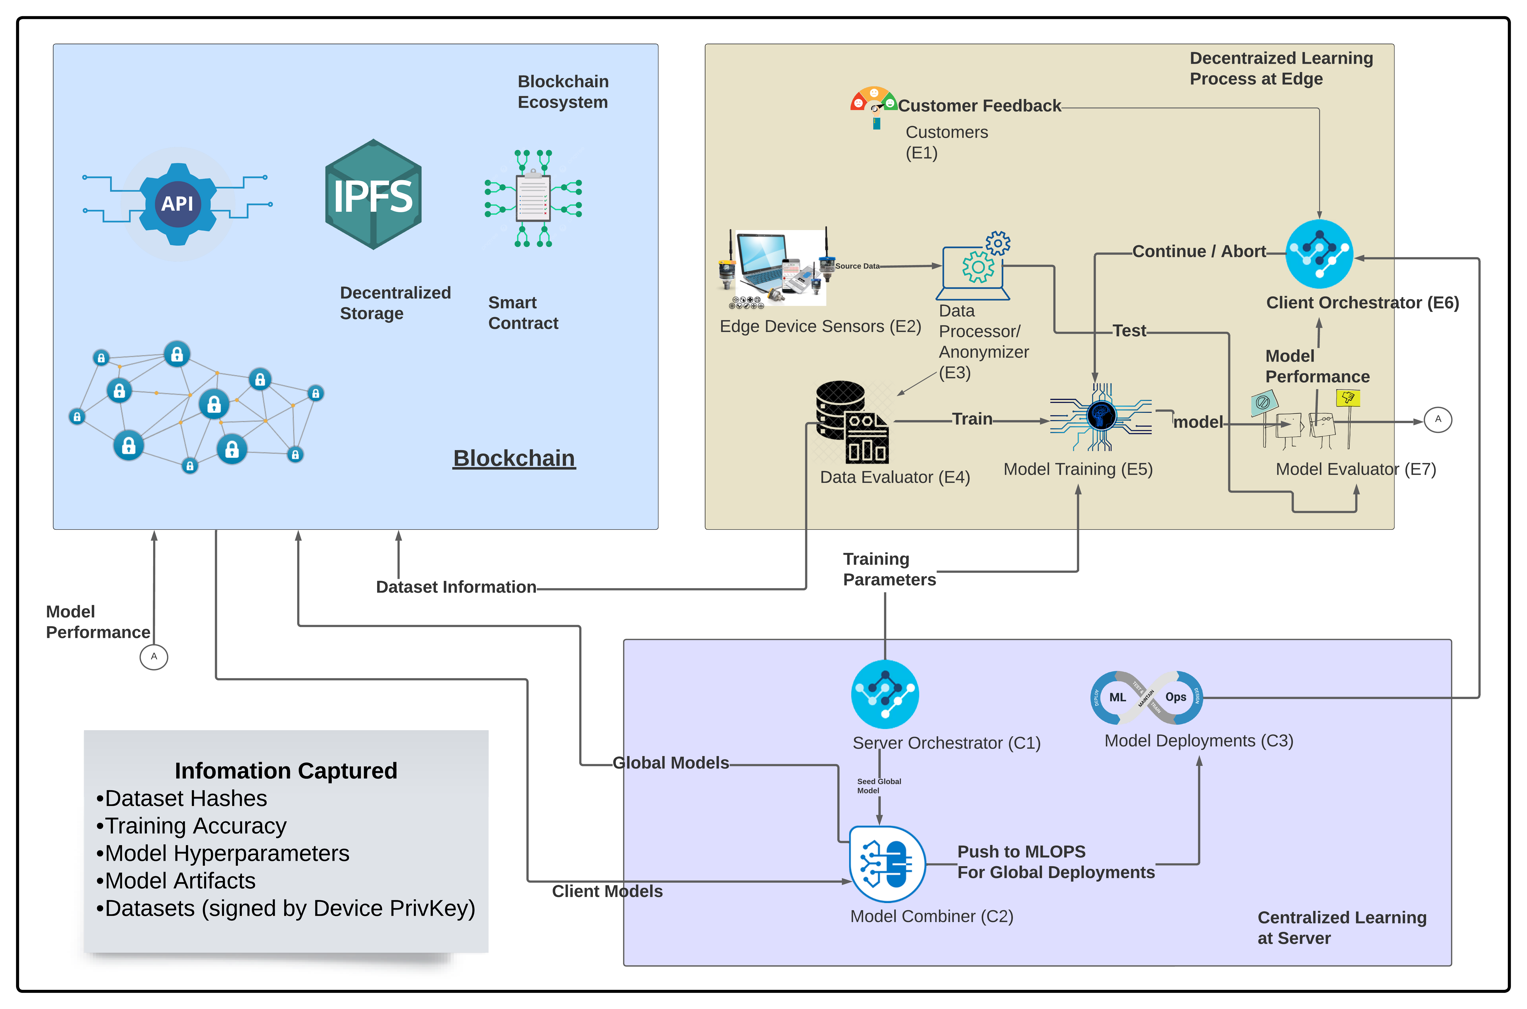 Blockchain
Ecosystem
API
IPFS
Decentralized
Storage
Smart
Contract
Blockchain
Decentraized Learning
Process at Edge
Customer Feedback
Customers
(E1)
Source Data
Edge Device Sensors (E2)
Data
Processor/
Anonymizer
(E3)
Continue / Abort
Client Orchestrator (E6)
Test
Model
Performance
Train
model
A
Data Evaluator (E4)
Model Training (E5)
Model Evaluator (E7)
Training
Parameters
Dataset Information
Model
Performance
A
Server Orchestrator (C1)
ML
Ops
MAINTAIN
Model Deployments (C3)
Global Models
Seed Global
Model
Push to MLOPS
For Global Deployments
Client Models
Model Combiner (C2)
Centralized Learning
at Server
Infomation Captured
•Dataset Hashes
•Training Accuracy
•Model Hyperparameters
•Model Artifacts
•Datasets (signed by Device PrivKey)